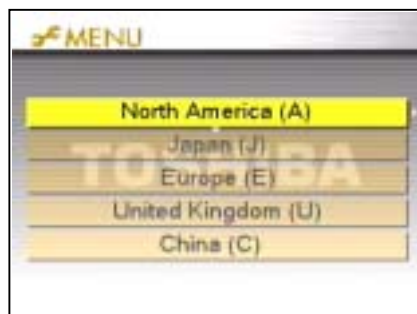 MENU
North America (A)
Japan (J)
TOSHIBA
Europe (E)
United Kingdom (U)
China (C)